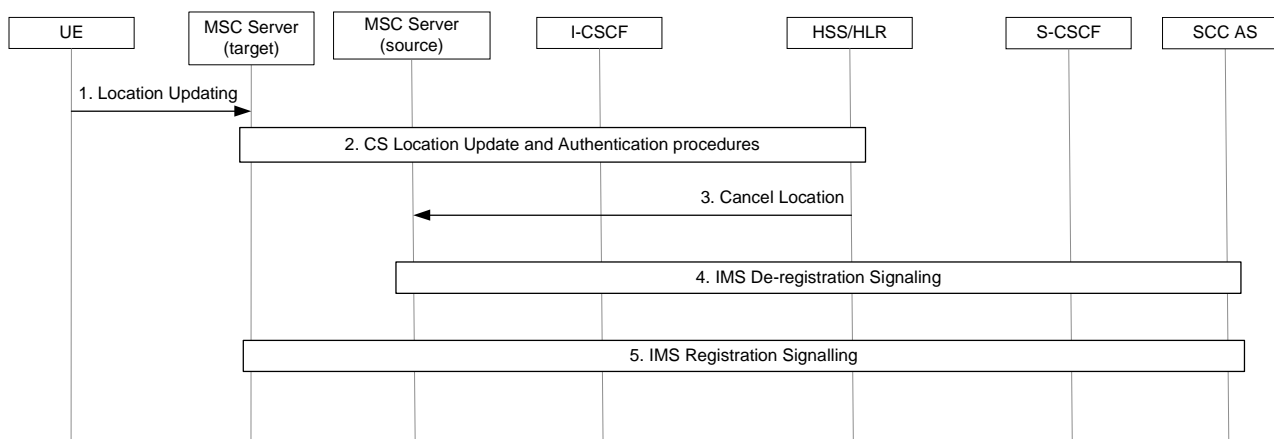 UE
MSC Server
(target)
MSC Server
(source)
I-CSCF
HSS/HLR
S-CSCF
SCC AS
1. Location Updating
2. CS Location Update and Authentication procedures
3. Cancel Location
4. IMS De-registration Signaling
5. IMS Registration Signalling